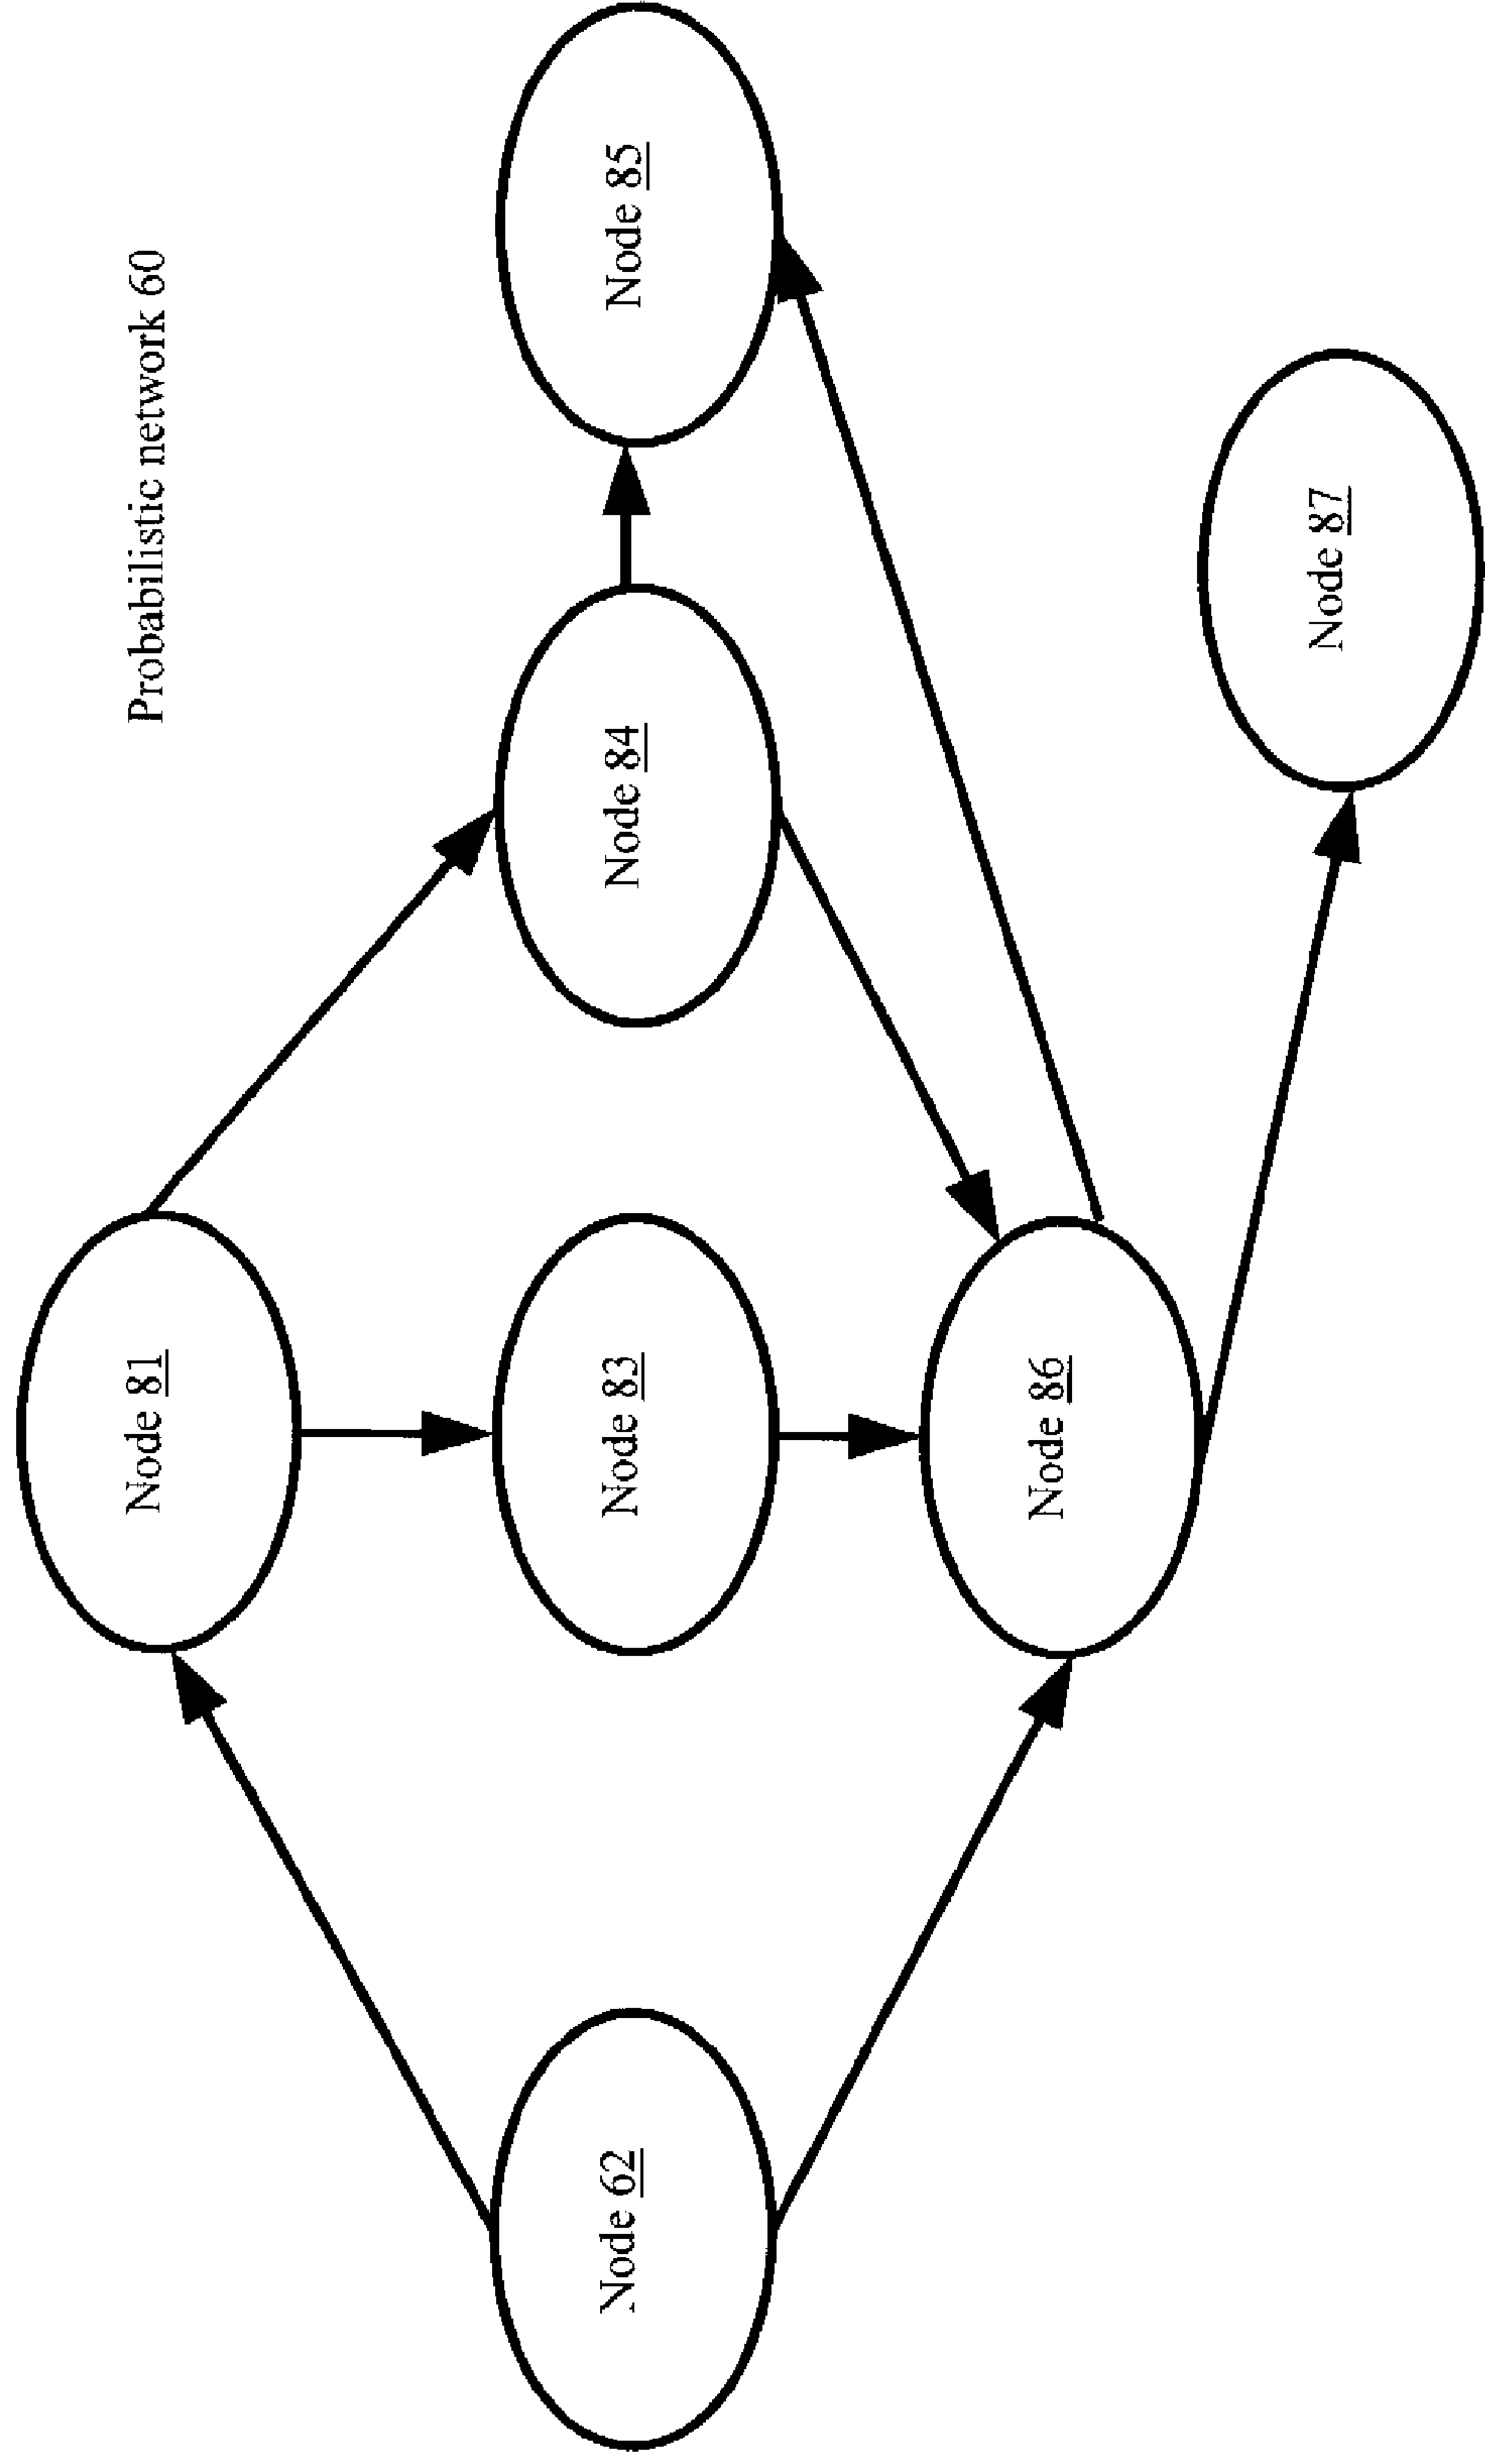 Probabilistic network 60
Node 81
Node 62
Node 83
Node 84
Node 85
Node 86
Node 87